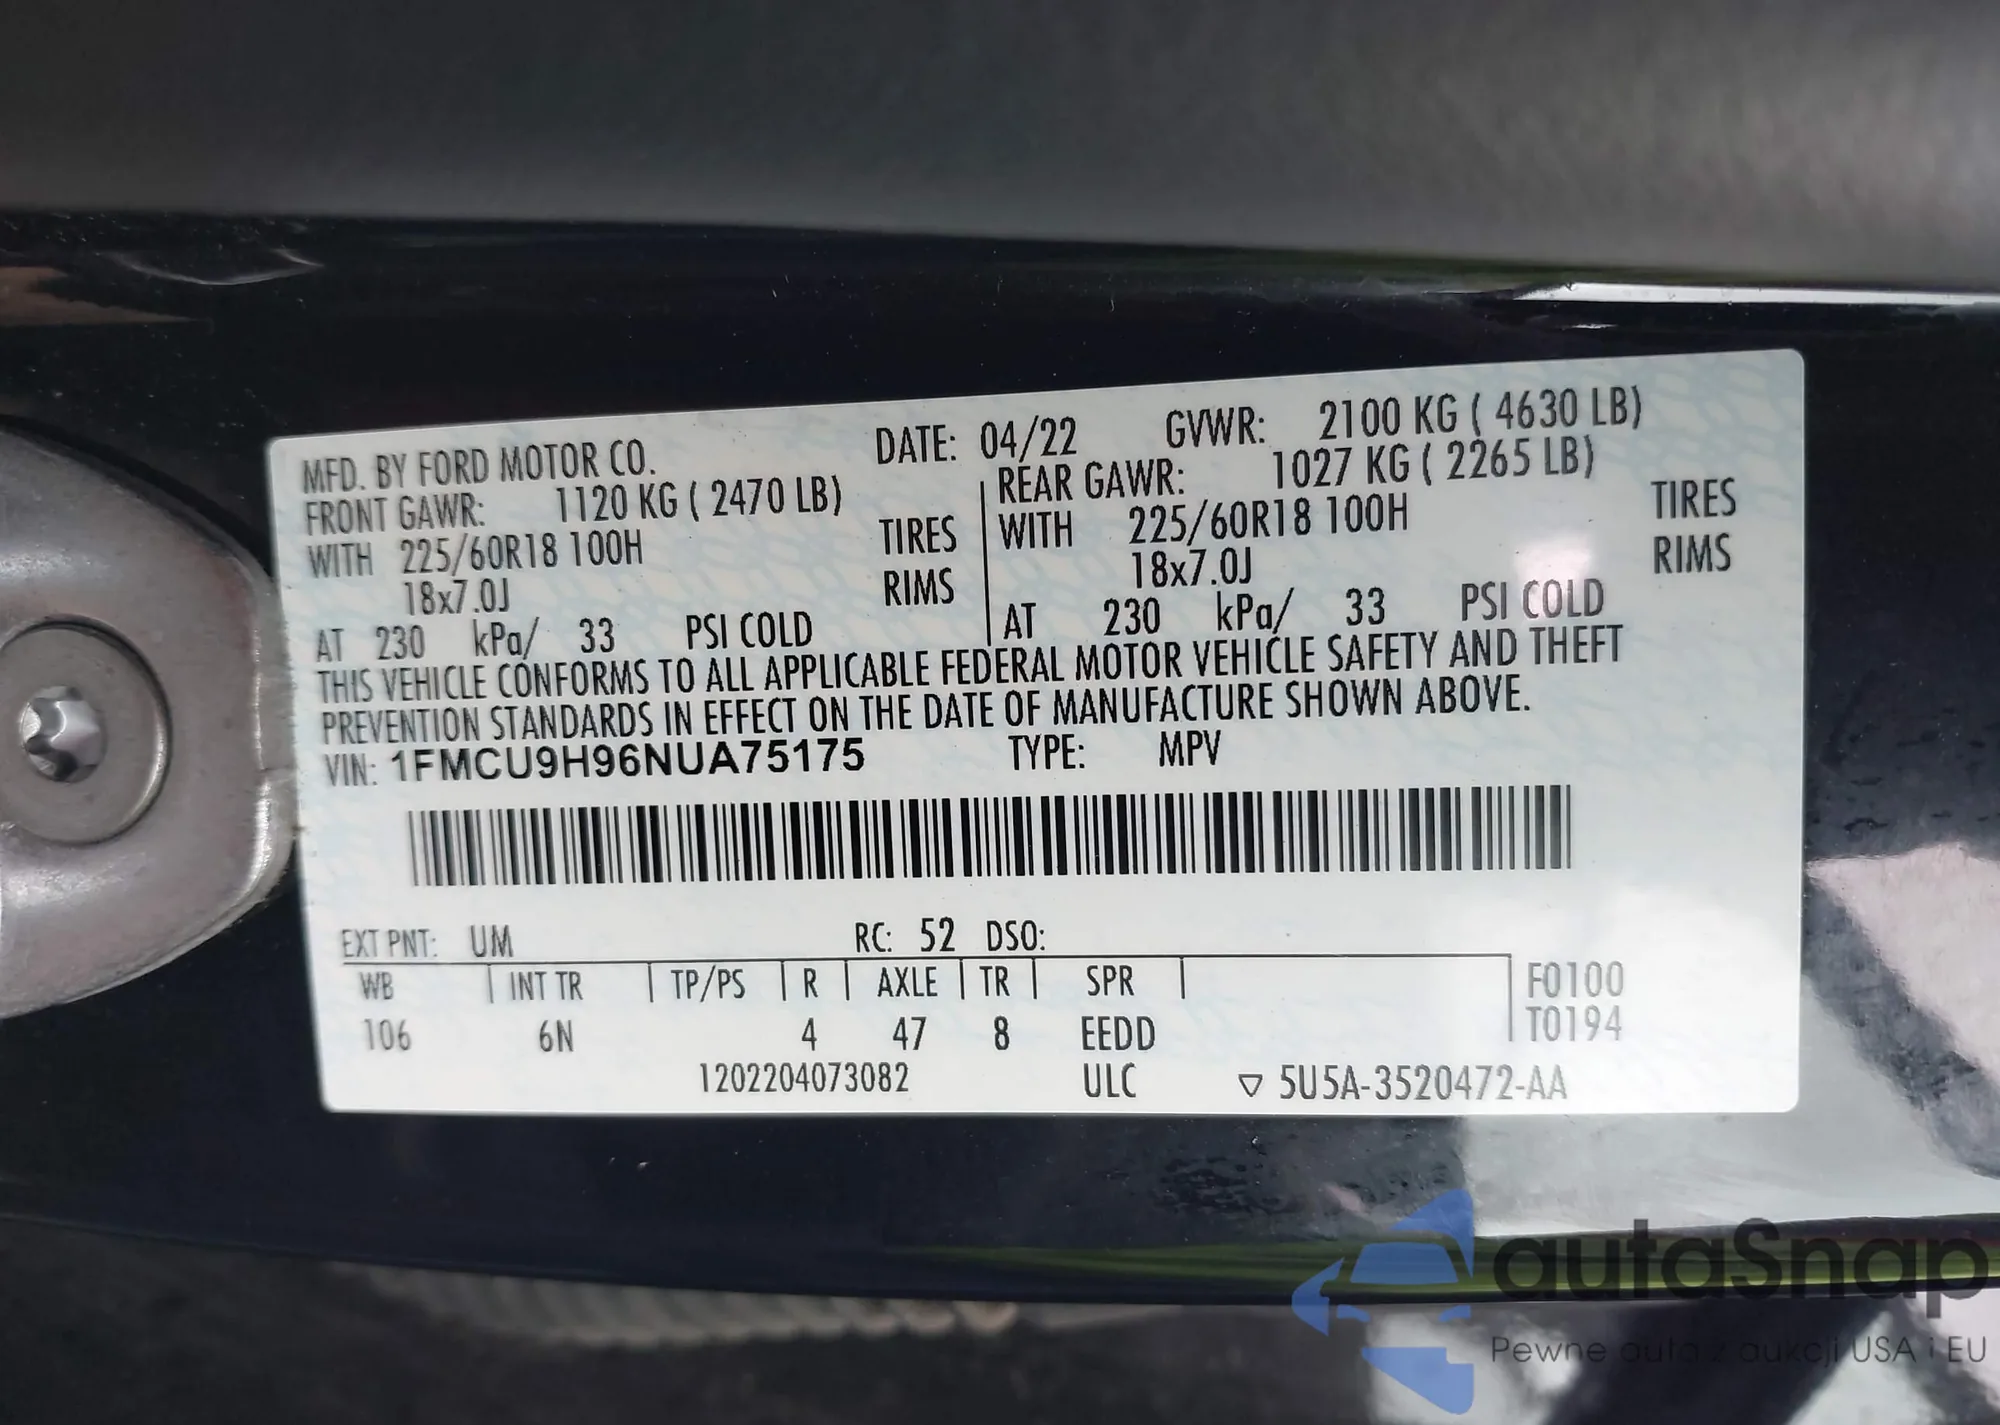 MFD. BY FORD MOTOR CO. DATE: 04/22 GVWR: 2100 KG ( 4630 LB)
FRONT GAWR: 1120 KG ( 2470 LB) REAR GAWR: 1027 KG ( 2265 LB)
WITH 225/60R18 100H TIRES WITH 225/60R18 100H TIRES
18x7.0J RIMS 18x7.0J RIMS
AT 230 kPa/ 33 PSI COLD AT 230 kPa/ 33 PSI COLD
THIS VEHICLE CONFORMS TO ALL APPLICABLE FEDERAL MOTOR VEHICLE SAFETY AND THEFT
PREVENTION STANDARDS IN EFFECT ON THE DATE OF MANUFACTURE SHOWN ABOVE.
VIN: 1FMCU9H96NUA75175 TYPE: MPV
EXT PNT: UM RC: 52 DSO:
WB INT TR TP/PS R AXLE TR SPR F0100
106 6N 4 47 8 EEDD T0194
1202204073082 ULC ▽ 5U5A-3520472-AA
autaSnap
Pewne auta z aukcji USA i EU